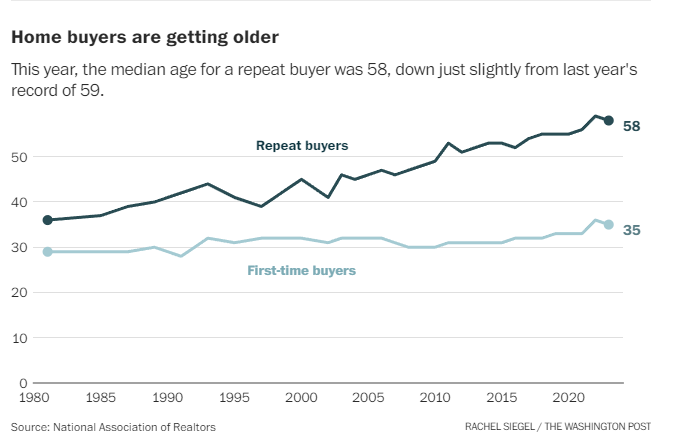 Home buyers are getting older
This year, the median age for a repeat buyer was 58, down just slightly from last year's
record of 59.
58
Repeat buyers
50
40
35
30
First-time buyers
20
10
0
1980 1985 1990 1995 2000 2005 2010 2015 2020
Source: National Association of Realtors
RACHEL SIEGEL / THE WASHINGTON POST